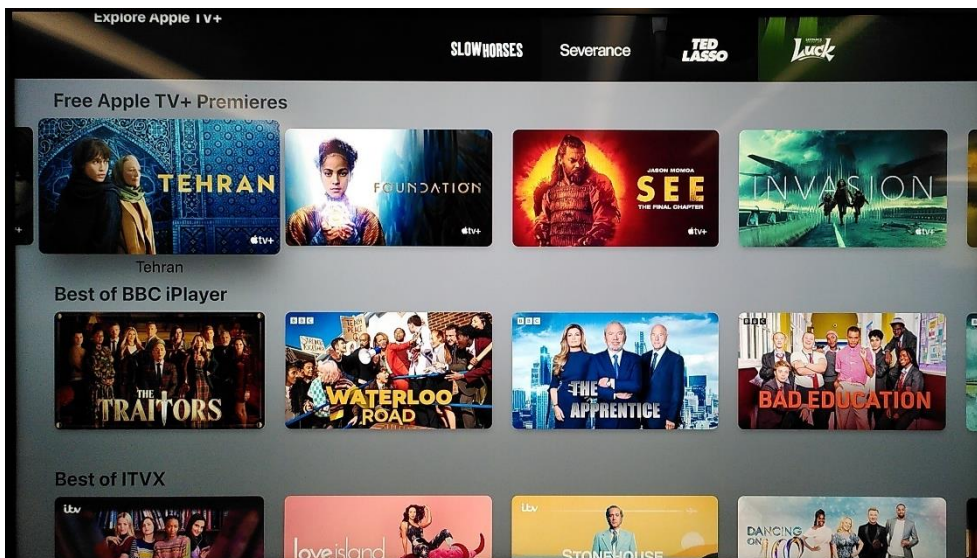 Explore Apple TV+
SLOW HORSES
Severance
TED
LASSO
Luck
Free Apple TV+ Premieres
TEHRAN
tv+
FOUNDATION
tv+
JASON MOMOA
SEE
THE FINAL CHAPTER
tv+
INVASION
tv+
Tehran
Best of BBC iPlayer
THE
TRAITORS
BBC
WATERLOO
ROAD
BBC
THE
APPRENTICE
BBC
BAD EDUCATION
Best of ITVX
itv
love island
itv
STONEHOUSE
DANCING
ON